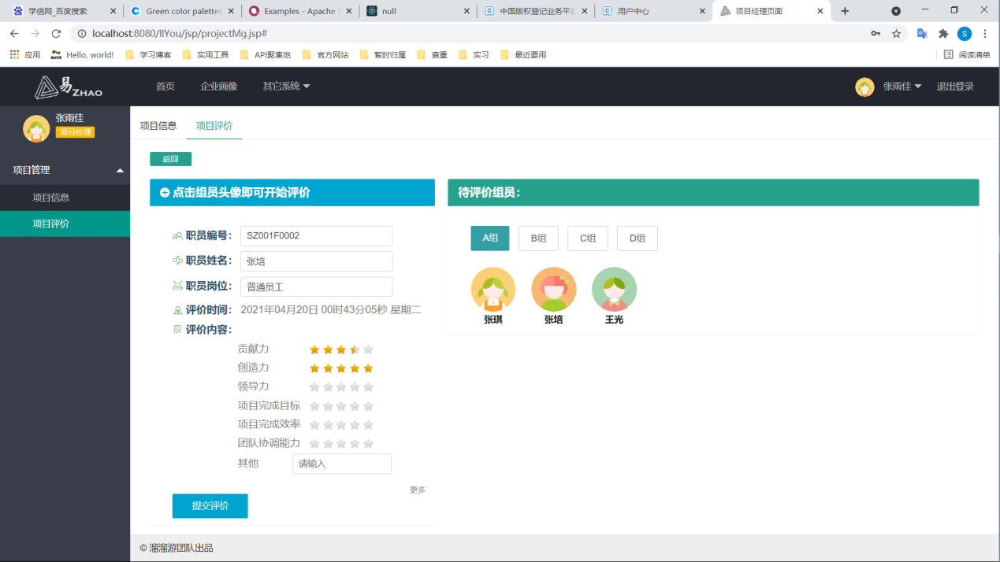 学信网_百度搜索
Green color palettes
Examples - Apache E
null
中国版权登记业务平台
用户中心
项目经理页面
localhost:8080/llYou/jsp/projectMg.jsp#
S
应用
Hello, world!
学习博客
实用工具
API聚集地
官方网站
暂时归属
查重
实习
最近要用
阅读清单
易ZHAO
首页
企业画像
其它系统
张雨佳
退出登录
张雨佳
项目经理
项目管理
项目信息
项目评价
项目信息
项目评价
返回
点击组员头像即可开始评价
职员编号: SZ001F0002
职员姓名: 张培
职员岗位: 普通员工
评价时间: 2021年04月20日 00时43分05秒 星期二
评价内容:
贡献力
创造力
领导力
项目完成目标
项目完成效率
团队协调能力
其他 请输入
更多
提交评价
待评价组员:
A组 B组 C组 D组
张琪 张培 王光
© 溜溜游团队出品